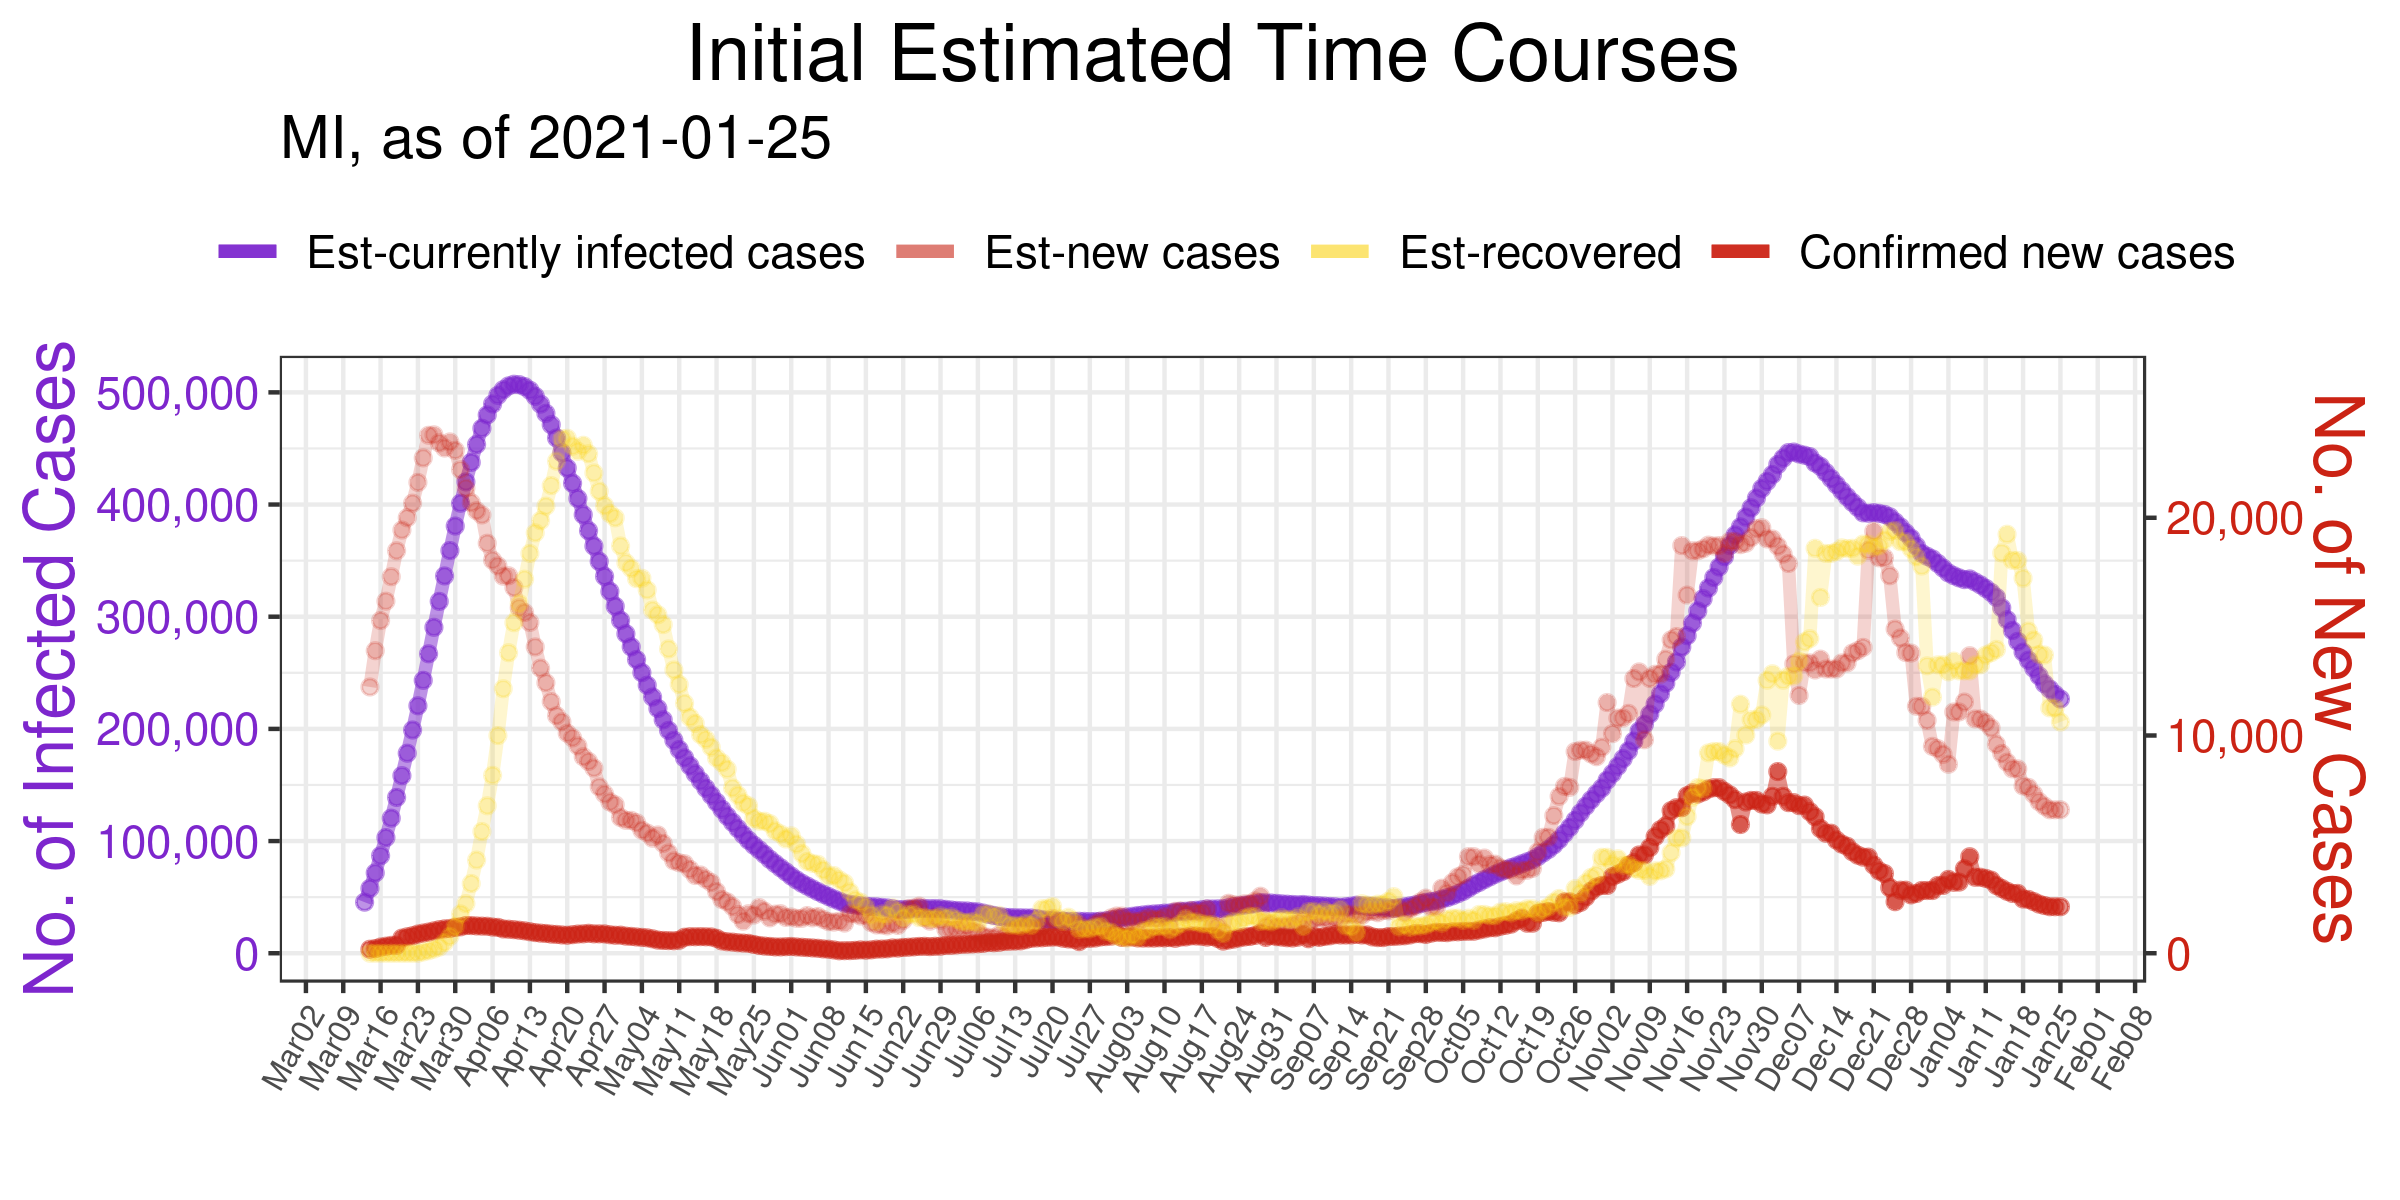 Initial Estimated Time Courses
MI, as of 2021-01-25
Est-currently infected cases Est-new cases Est-recovered Confirmed new cases
No. of Infected Cases
500,000
400,000
300,000
200,000
100,000
0
20,000
10,000
0
No. of New Cases
Mar02 Mar09 Mar16 Mar23 Mar30 Apr06 Apr13 Apr20 Apr27 May04 May11 May18 May25 Jun01 Jun08 Jun15 Jun22 Jun29 Jul06 Jul13 Jul20 Jul27 Aug03 Aug10 Aug17 Aug24 Aug31 Sep07 Sep14 Sep21 Sep28 Oct05 Oct12 Oct19 Oct26 Nov02 Nov09 Nov16 Nov23 Nov30 Dec07 Dec14 Dec21 Dec28 Jan04 Jan11 Jan18 Jan25 Feb01 Feb08